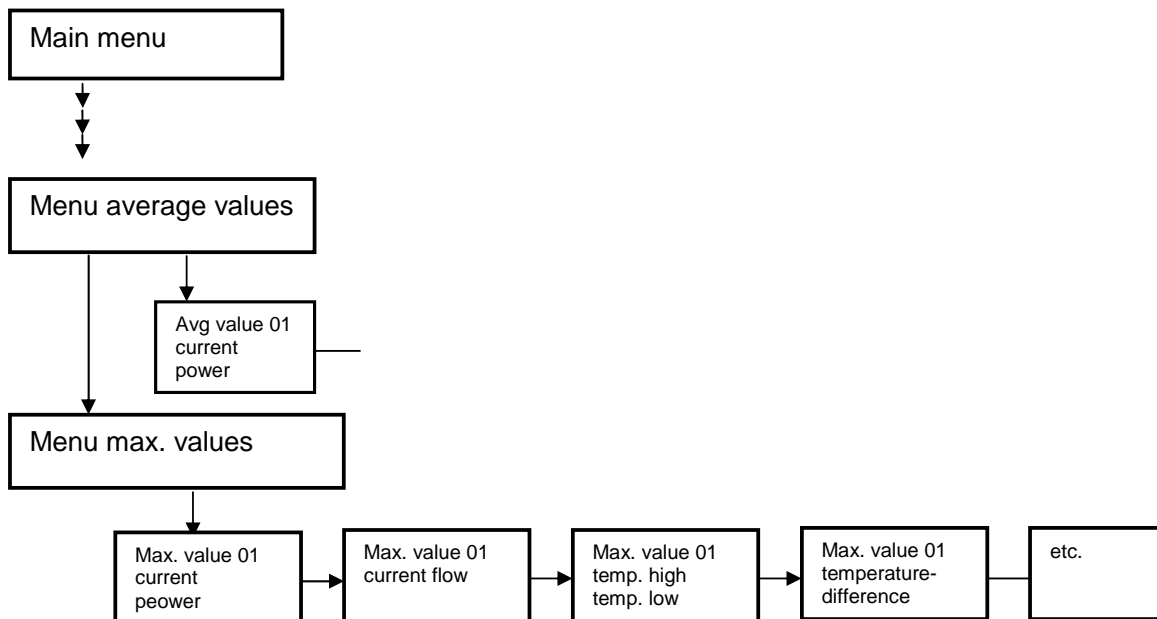 Main menu
Menu average values
Avg value 01
current
power
Menu max. values
Max. value 01
current
peower
Max. value 01
current flow
Max. value 01
temp. high
temp. low
Max. value 01
temperature-
difference
etc.